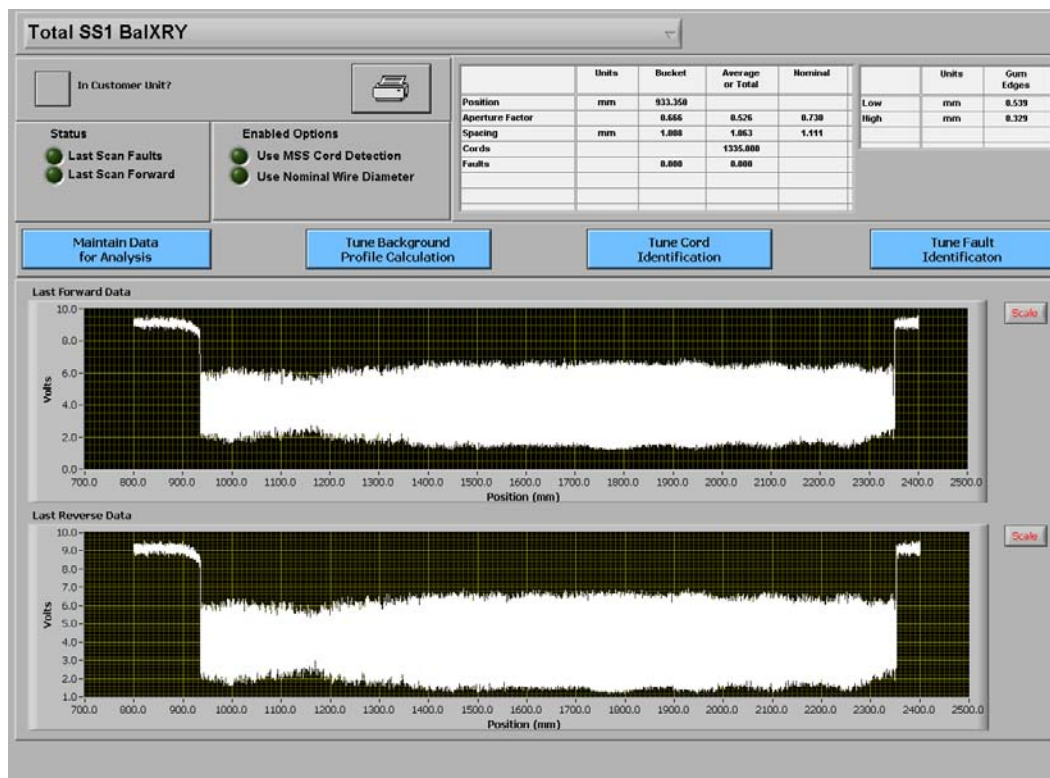 Total SS1 BalXRY
In Customer Unit?
Status
Last Scan Faults
Last Scan Forward
Enabled Options
Use MSS Cord Detection
Use Nominal Wire Diameter
Units Bucket Average or Total Nominal
Position mm 933.350
Aperture Factor 0.666 0.526 0.730
Spacing mm 1.008 1.063 1.111
Cords 1335.000
Faults 0.000 0.000
Units Gum Edges
Low mm 0.539
High mm 0.329
Maintain Data
for Analysis
Tune Background
Profile Calculation
Tune Cord
Identification
Tune Fault
Identificaton
Last Forward Data
Scale
10.0
8.0
6.0
4.0
2.0
0.0
Volts
700.0 800.0 900.0 1000.0 1100.0 1200.0 1300.0 1400.0 1500.0 1600.0 1700.0 1800.0 1900.0 2000.0 2100.0 2200.0 2300.0 2400.0 2500.0
Position (mm)
Last Reverse Data
Scale
10.0
9.0
8.0
7.0
6.0
5.0
4.0
3.0
2.0
1.0
Volts
700.0 800.0 900.0 1000.0 1100.0 1200.0 1300.0 1400.0 1500.0 1600.0 1700.0 1800.0 1900.0 2000.0 2100.0 2200.0 2300.0 2400.0 2500.0
Position (mm)